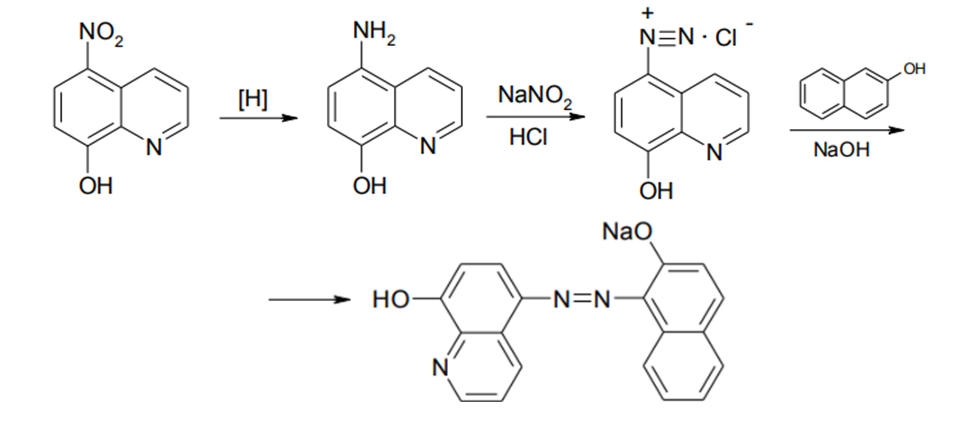 NO₂
N
OH
[H]
NH₂
N
OH
NaNO₂
HCl
+
N≡N · Cl⁻
N
OH
OH
NaOH
HO
N
N=N
NaO